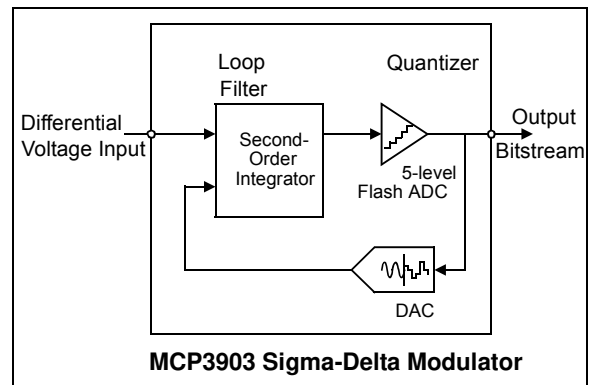 Loop
Filter
Quantizer
Differential
Voltage Input
Second-
Order
Integrator
Output
Bitstream
5-level
Flash ADC
DAC
MCP3903 Sigma-Delta Modulator